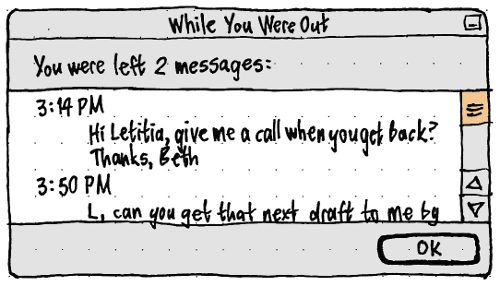 While You Were Out
You were left 2 messages:
3:14 PM
Hi Letitia, give me a call when you get back?
Thanks, Beth
3:50 PM
L, can you get that next draft to me by
OK